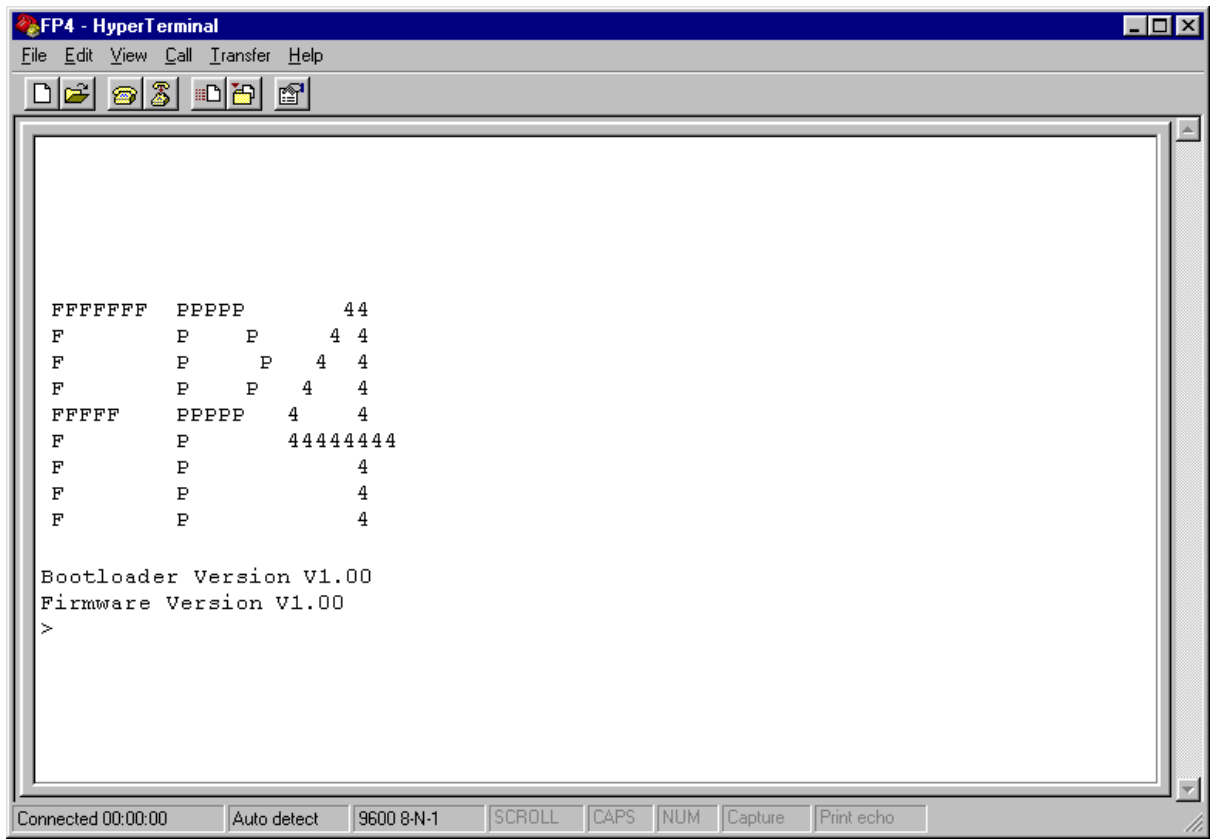 FP4 - HyperTerminal
File Edit View Call Transfer Help
FFFFFFF  PPPPP       44
F        P    P     4 4
F        P     P   4  4
F        P    P   4   4
FFFFF    PPPPP   4    4
F        P       44444444
F        P            4
F        P            4
F        P            4
Bootloader Version V1.00
Firmware Version V1.00
>
Connected 00:00:00 Auto detect 9600 8-N-1 SCROLL CAPS NUM Capture Print echo